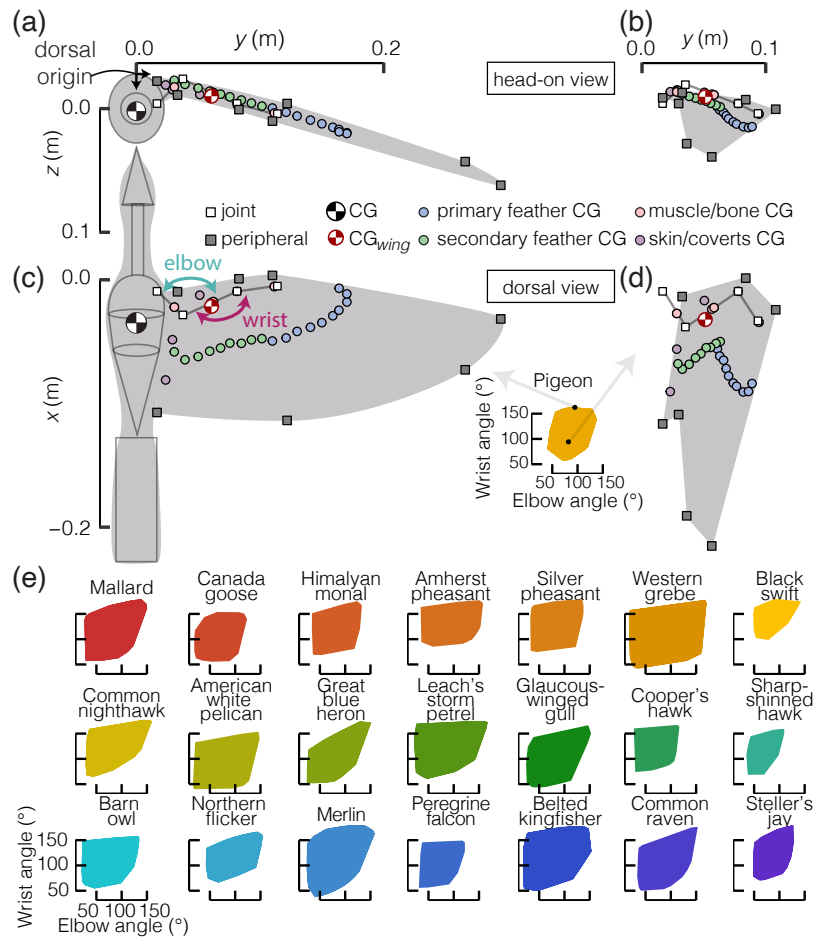 (a)
0.0
y (m)
0.2
dorsal
origin
head-on view
(b)
0.0
y (m)
0.1
0.0
z (m)
0.1
joint
peripheral
CG
CGwing
primary feather CG
secondary feather CG
muscle/bone CG
skin/coverts CG
(c)
0.0
elbow
wrist
dorsal view
(d)
x (m)
−0.2
Pigeon
Wrist angle (°)
150
100
50
50 100 150
Elbow angle (°)
(e)
Mallard
Canada
goose
Himalyan
monal
Amherst
pheasant
Silver
pheasant
Western
grebe
Black
swift
Common
nighthawk
American
white
pelican
Great
blue
heron
Leach's
storm
petrel
Glaucous-
winged
gull
Cooper's
hawk
Sharp-
shinned
hawk
Barn
owl
Northern
flicker
Merlin
Peregrine
falcon
Belted
kingfisher
Common
raven
Steller's
jay
Wrist angle (°)
150
100
50
50 100 150
Elbow angle (°)